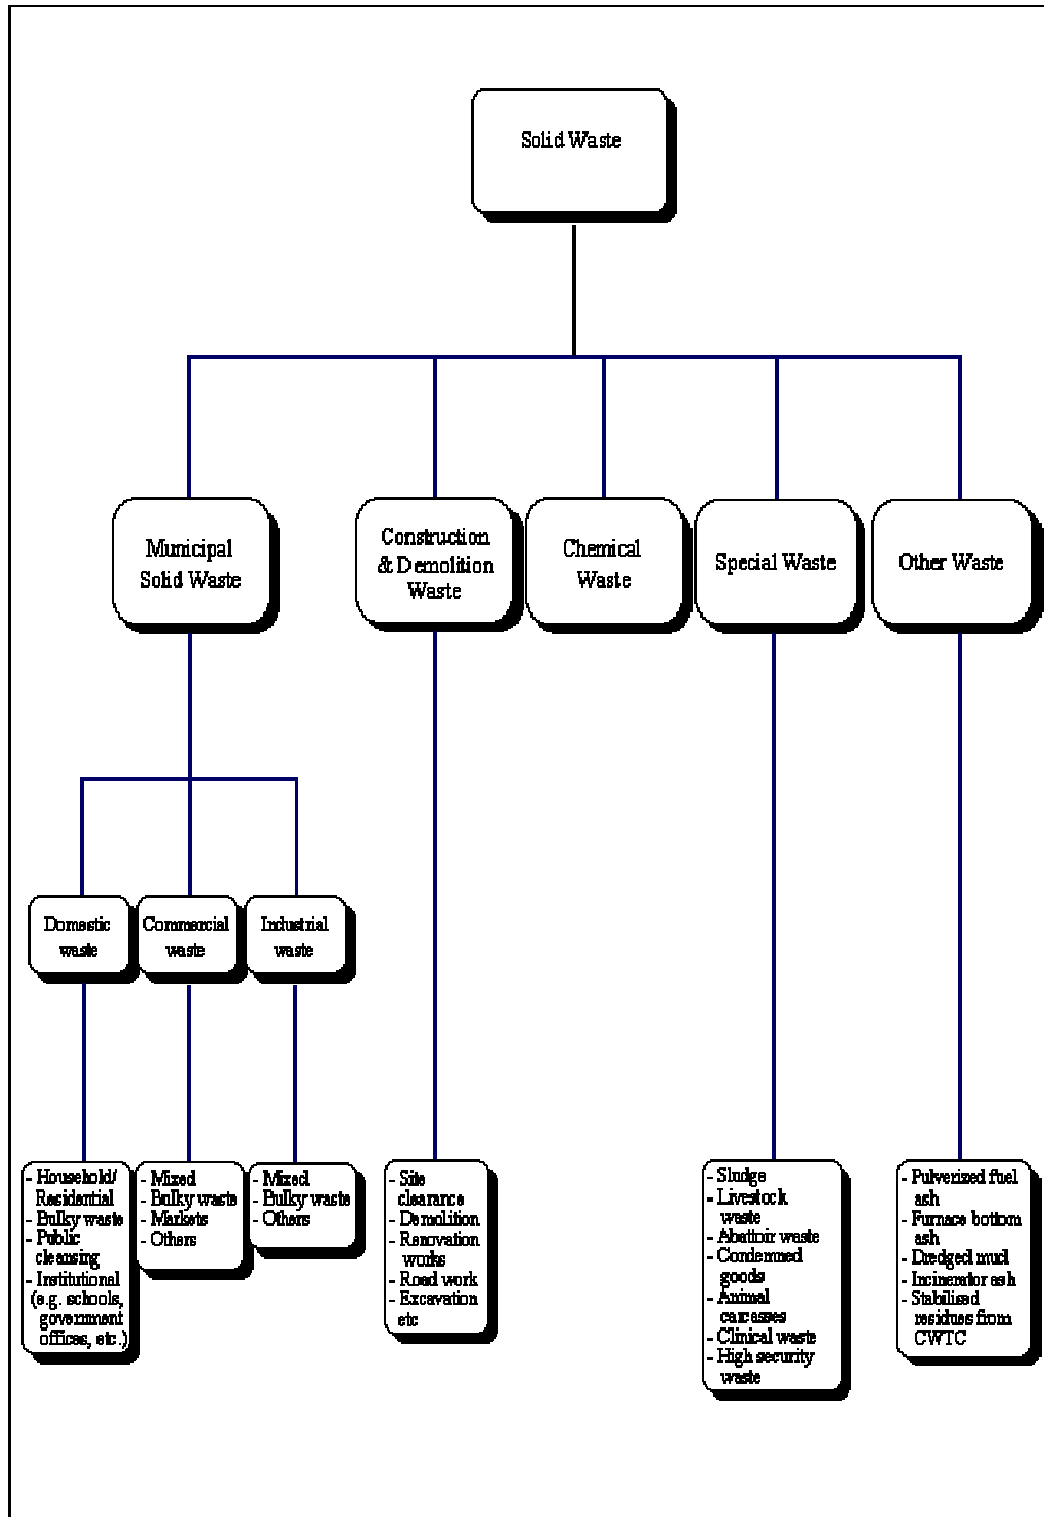 Solid Waste
Municipal
Solid Waste
Construction
& Demolition
Waste
Chemical
Waste
Special Waste
Other Waste
Domestic
waste
Commercial
waste
Industrial
waste
- Household/
Residential
- Bulky waste
- Public
cleansing
- Institutional
(e.g. schools,
government
offices, etc.)
- Mixed
- Bulky waste
- Markets
- Others
- Mixed
- Bulky waste
- Others
- Site
clearance
- Demolition
- Renovation
works
- Road work
- Excavation
etc
- Sludge
- Livestock
waste
- Abattoir waste
- Condemned
goods
- Animal
carcasses
- Clinical waste
- High security
waste
- Pulverized fuel
ash
- Furnace bottom
ash
- Dredged mud
- Incinerator ash
- Stabilised
residues from
CWTC